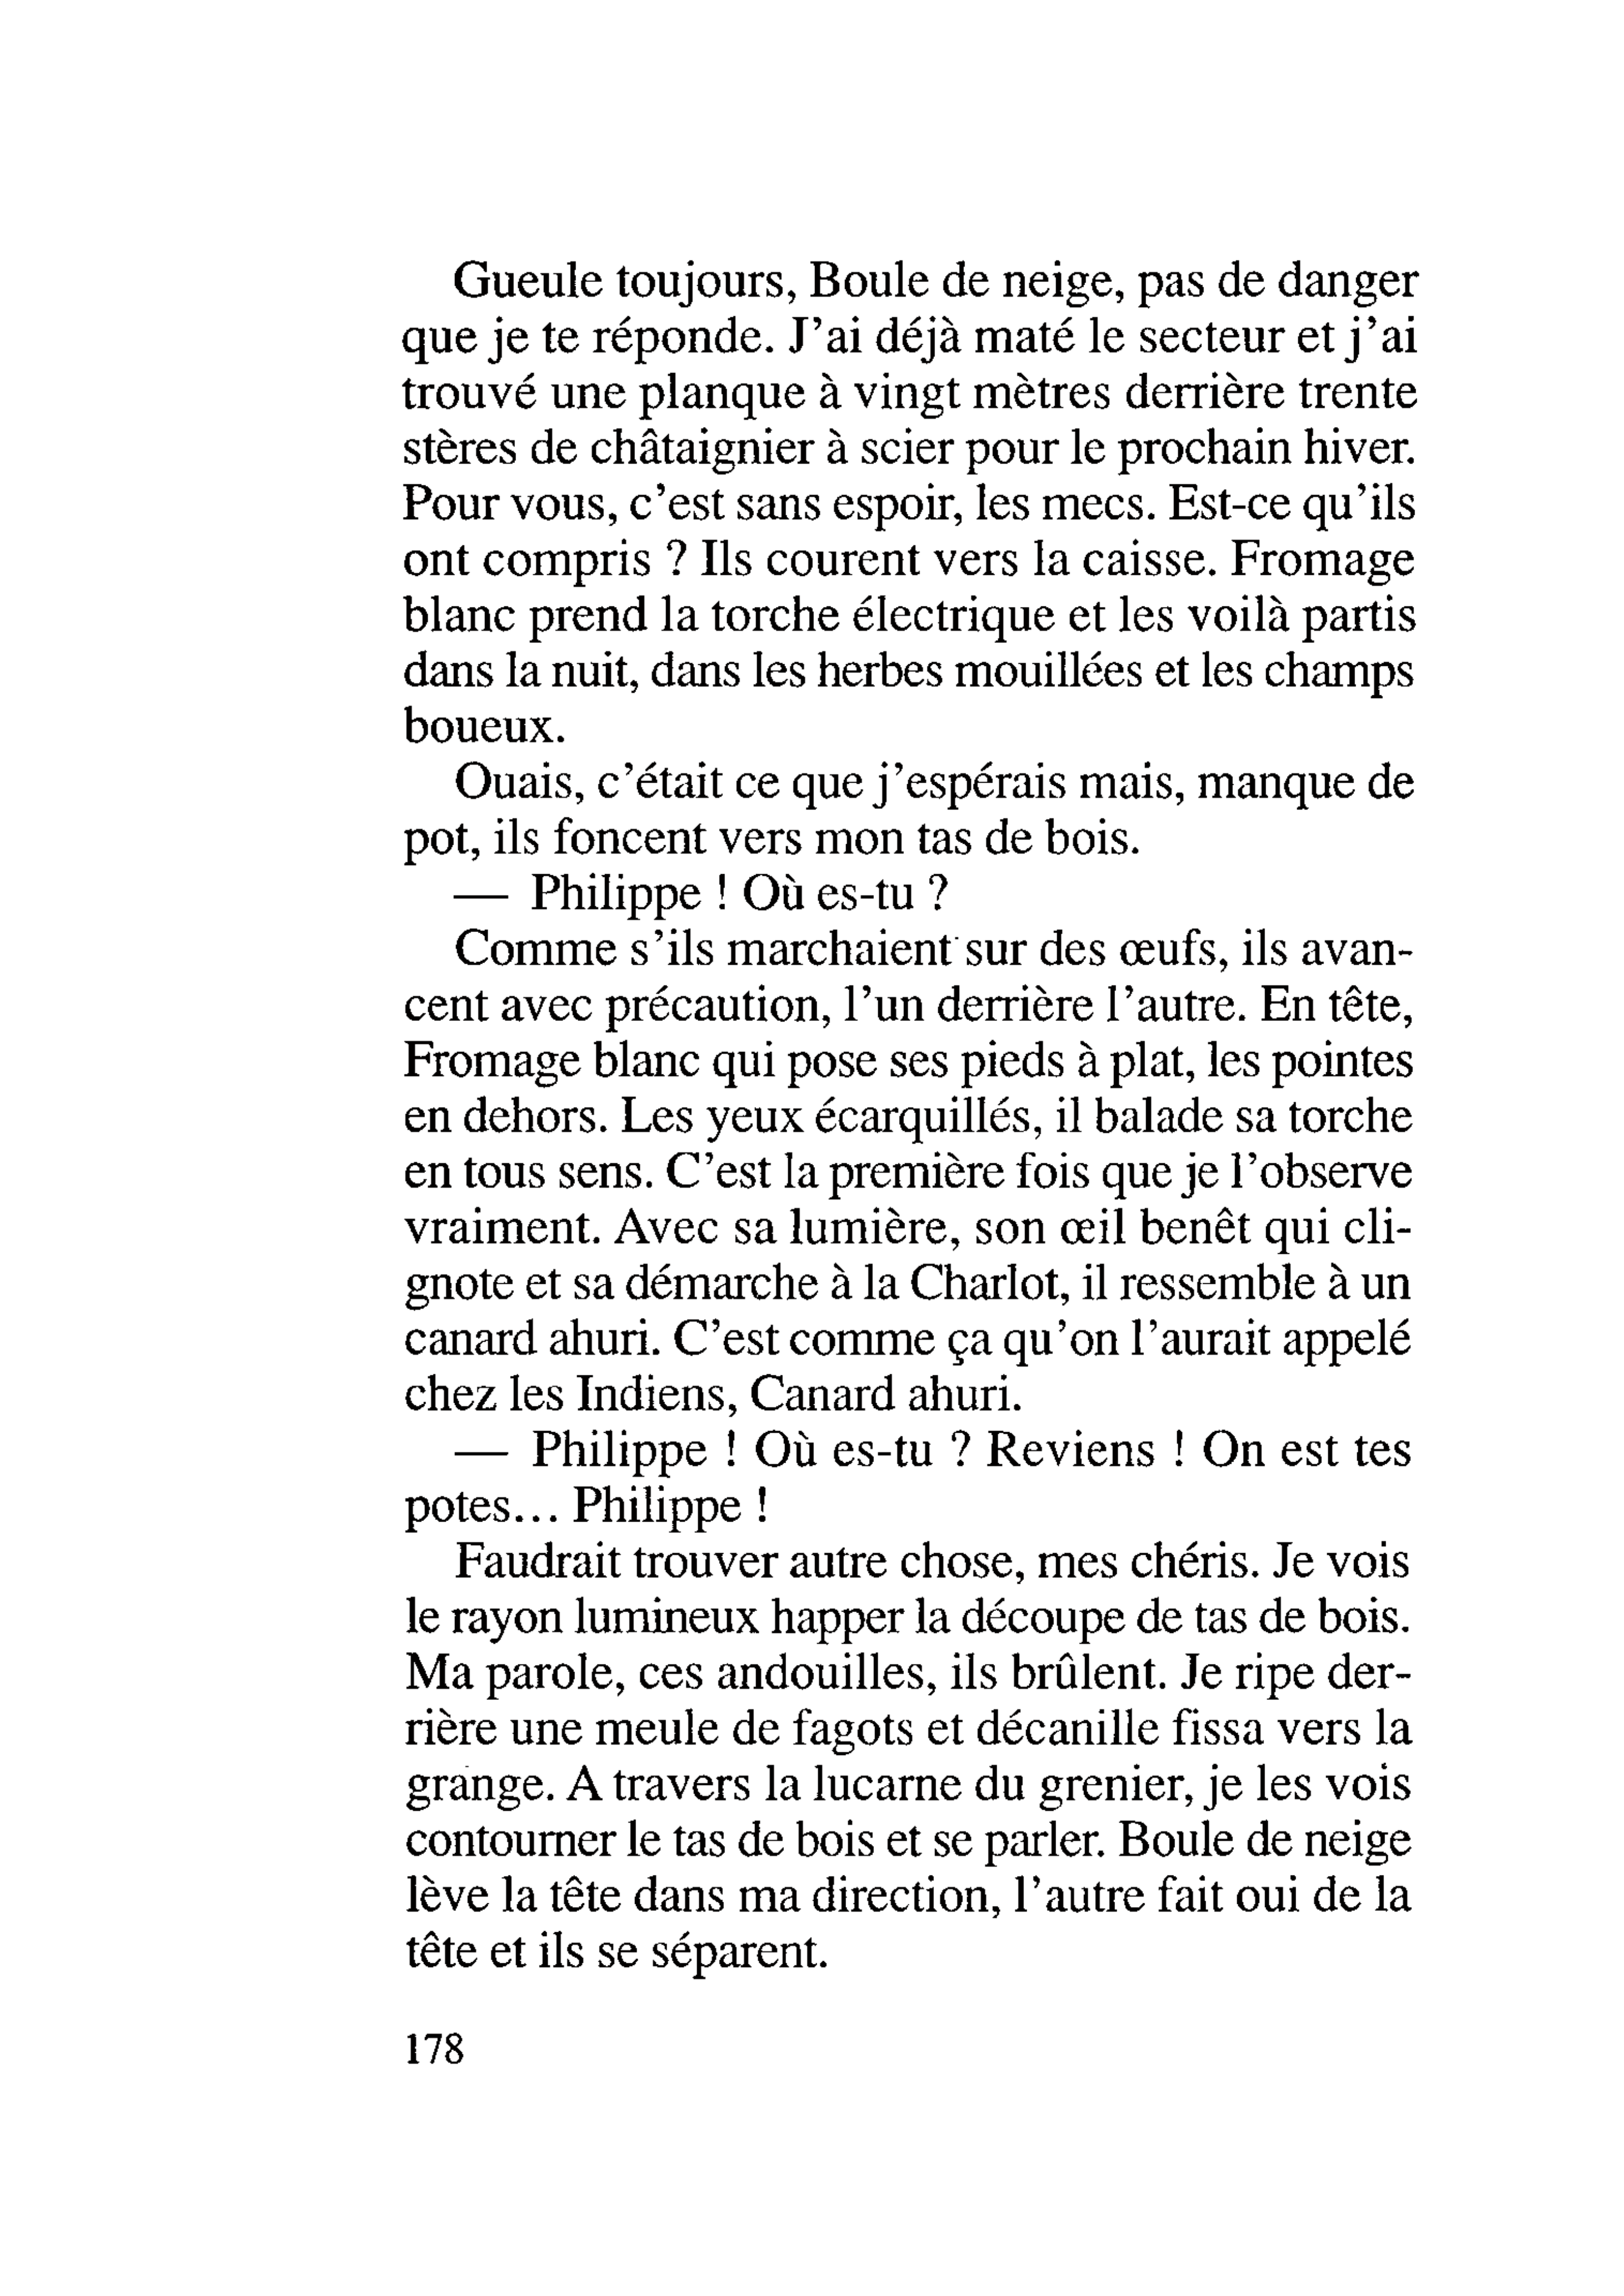 Gueule toujours, Boule de neige, pas de danger
que je te réponde. J'ai déjà maté le secteur et j'ai
trouvé une planque à vingt mètres derrière trente
stères de châtaignier à scier pour le prochain hiver.
Pour vous, c'est sans espoir, les mecs. Est-ce qu'ils
ont compris ? Ils courent vers la caisse. Fromage
blanc prend la torche électrique et les voilà partis
dans la nuit, dans les herbes mouillées et les champs
boueux.
Ouais, c'était ce que j'espérais mais, manque de
pot, ils foncent vers mon tas de bois.
— Philippe ! Où es-tu ?
Comme s'ils marchaient sur des œufs, ils avan-
cent avec précaution, l'un derrière l'autre. En tête,
Fromage blanc qui pose ses pieds à plat, les pointes
en dehors. Les yeux écarquillés, il balade sa torche
en tous sens. C'est la première fois que je l'observe
vraiment. Avec sa lumière, son œil benêt qui cli-
gnote et sa démarche à la Charlot, il ressemble à un
canard ahuri. C'est comme ça qu'on l'aurait appelé
chez les Indiens, Canard ahuri.
— Philippe ! Où es-tu ? Reviens ! On est tes
potes... Philippe !
Faudrait trouver autre chose, mes chéris. Je vois
le rayon lumineux happer la découpe de tas de bois.
Ma parole, ces andouilles, ils brûlent. Je ripe der-
rière une meule de fagots et décanille fissa vers la
grange. A travers la lucarne du grenier, je les vois
contourner le tas de bois et se parler. Boule de neige
lève la tête dans ma direction, l'autre fait oui de la
tête et ils se séparent.
178